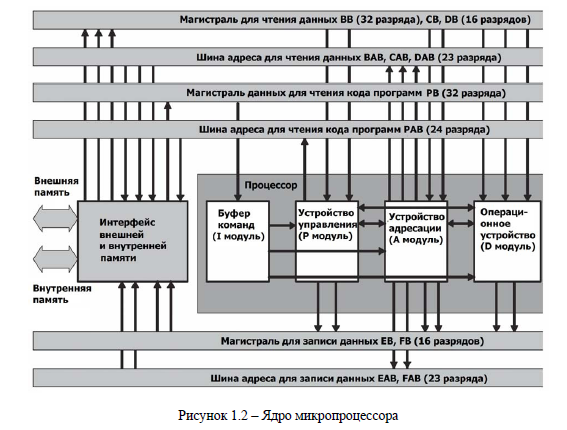 Магистраль для чтения данных BB (32 разряда), CB, DB (16 разрядов)
Шина адреса для чтения данных BAB, CAB, DAB (23 разряда)
Магистраль данных для чтения кода программ PB (32 разряда)
Шина адреса для чтения кода программ PAB (24 разряда)
Внешняя
память
Интерфейс
внешней
и внутренней
памяти
Внутренняя
память
Процессор
Буфер
команд
(I модуль)
Устройство
управления
(P модуль)
Устройство
адресации
(A модуль)
Операци-
онное
устройство
(D модуль)
Магистраль для записи данных EB, FB (16 разрядов)
Шина адреса для записи данных EAB, FAB (23 разряда)
Рисунок 1.2 – Ядро микропроцессора